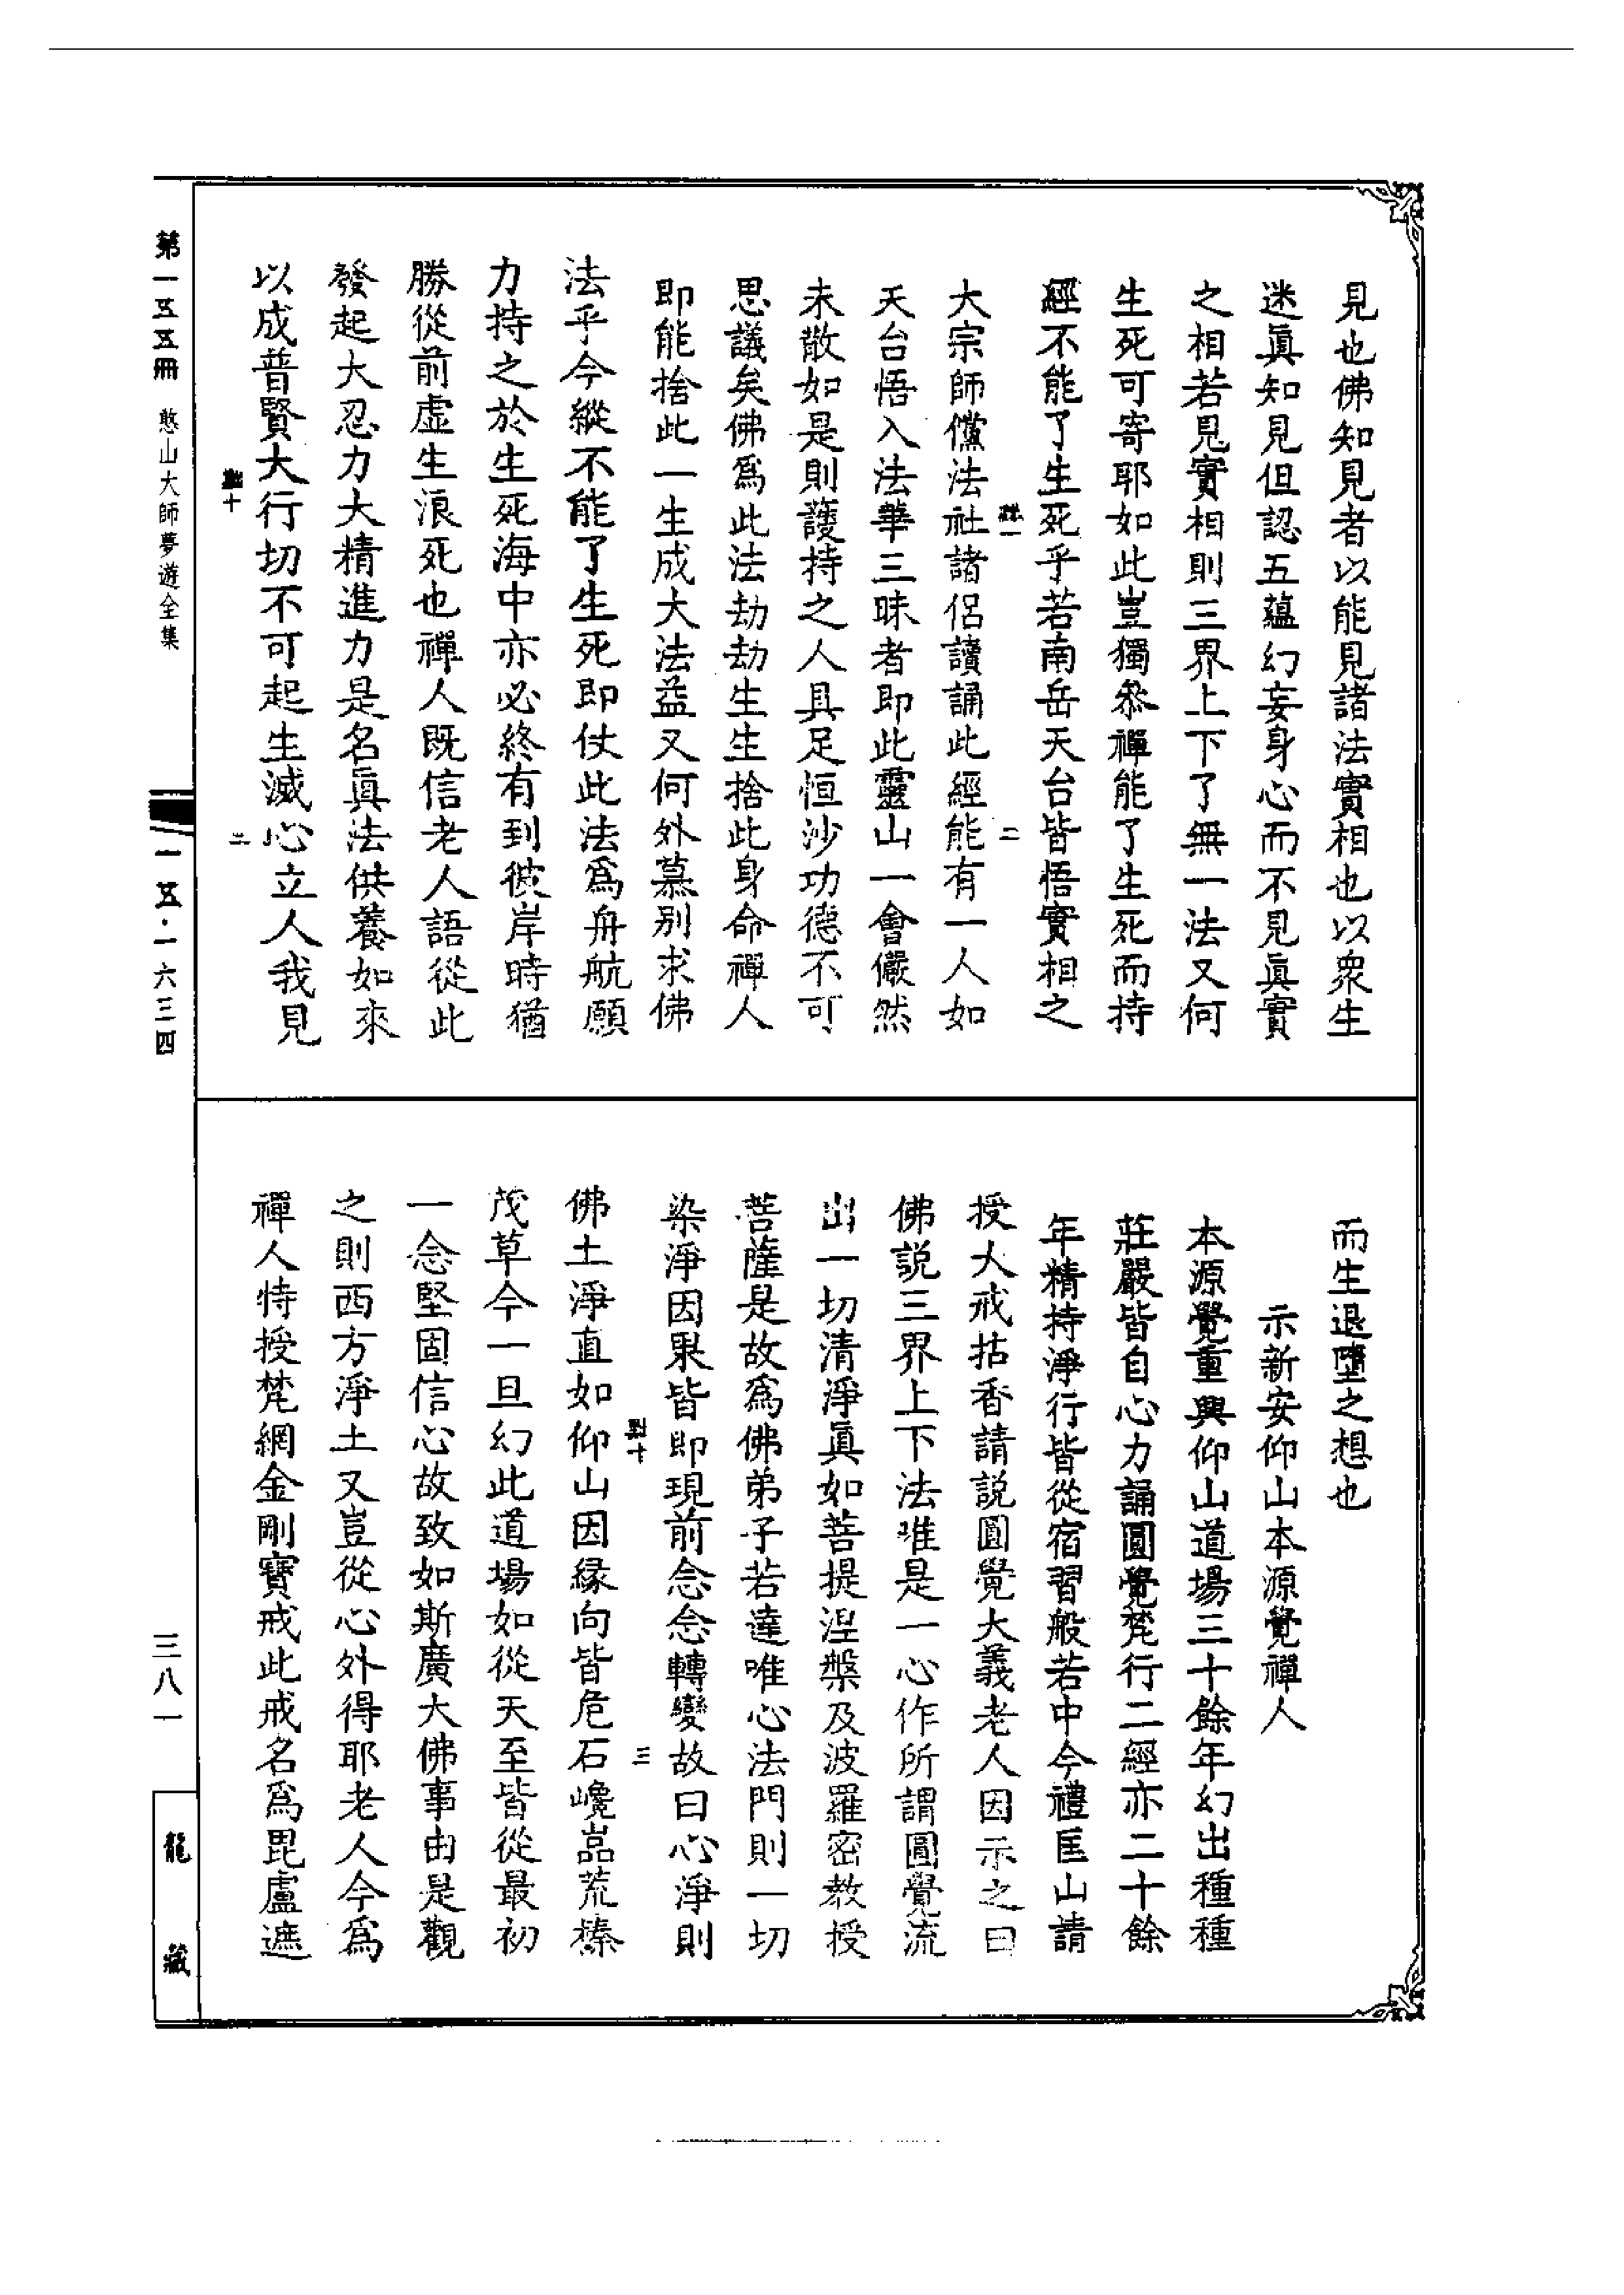 見也佛知見者以能見諸法實相也以衆生
迷眞知見但認五蘊幻妄身心而不見眞實
之相若見實相則三界上下了無一法又何
生死可寄耶如此豈獨叅禪能了生死而持
經不能了生死乎若南岳天台皆悟實相之
大宗師儻法社諸侶讀誦此經能有一人如
天台悟入法華三昧者即此靈山一會儼然
未散如是則護持之人具足恒沙功德不可
思議矣佛爲此法劫劫生生捨此身命禪人
即能捨此一生成大法益又何外慕別求佛
法乎今縱不能了生死即仗此法爲舟航願
力持之於生死海中亦必終有到彼岸時猶
勝從前虛生浪死也禪人既信老人語從此
發起大忍力大精進力是名眞法供養如來
以成普賢大行切不可起生滅心立人我見
而生退墮之想也
示新安仰山本源覺禪人
本源覺重興仰山道場三十餘年幻出種種
莊嚴皆自心力誦圓覺梵行二經亦二十餘
年精持淨行皆從宿習般若中今禮匡山請
授大戒拈香請説圓覺大義老人因示之曰
佛説三界上下法唯是一心作所謂圓覺流
出一切清淨眞如菩提涅槃及波羅密教授
菩薩是故爲佛弟子若達唯心法門則一切
染淨因果皆即現前念念轉變故曰心淨則
佛土淨直如仰山因縁向皆危石巉嵓荒榛
茂草今一旦幻此道場如從天至皆從最初
一念堅固信心故致如斯廣大佛事由是觀
之則西方淨土又豈從心外得耶老人今爲
禪人特授梵網金剛寶戒此戒名爲毘盧遮
第一五五冊 憨山大師夢遊全集
一五·一六三四
三八一
龍藏